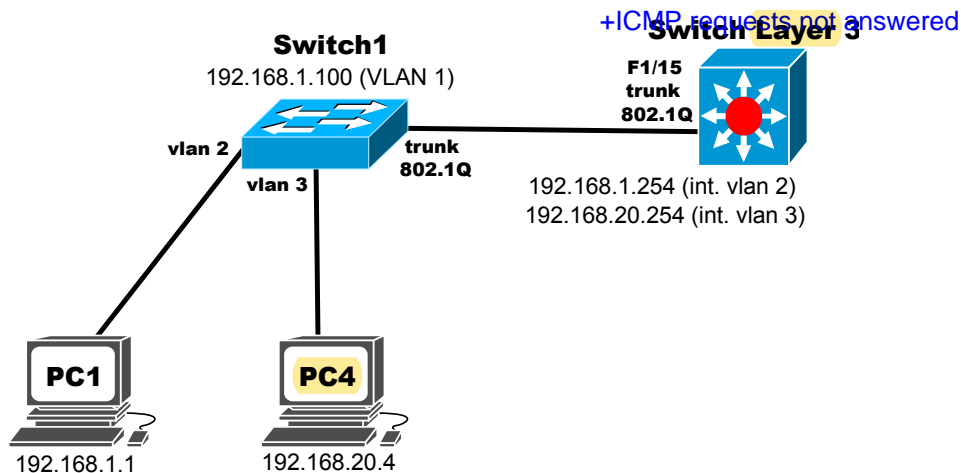 +ICMP requests not answered
Switch Layer 3
Switch1
192.168.1.100 (VLAN 1)
F1/15
trunk
802.1Q
vlan 2
trunk
802.1Q
vlan 3
192.168.1.254 (int. vlan 2)
192.168.20.254 (int. vlan 3)
PC1
PC4
192.168.1.1
192.168.20.4